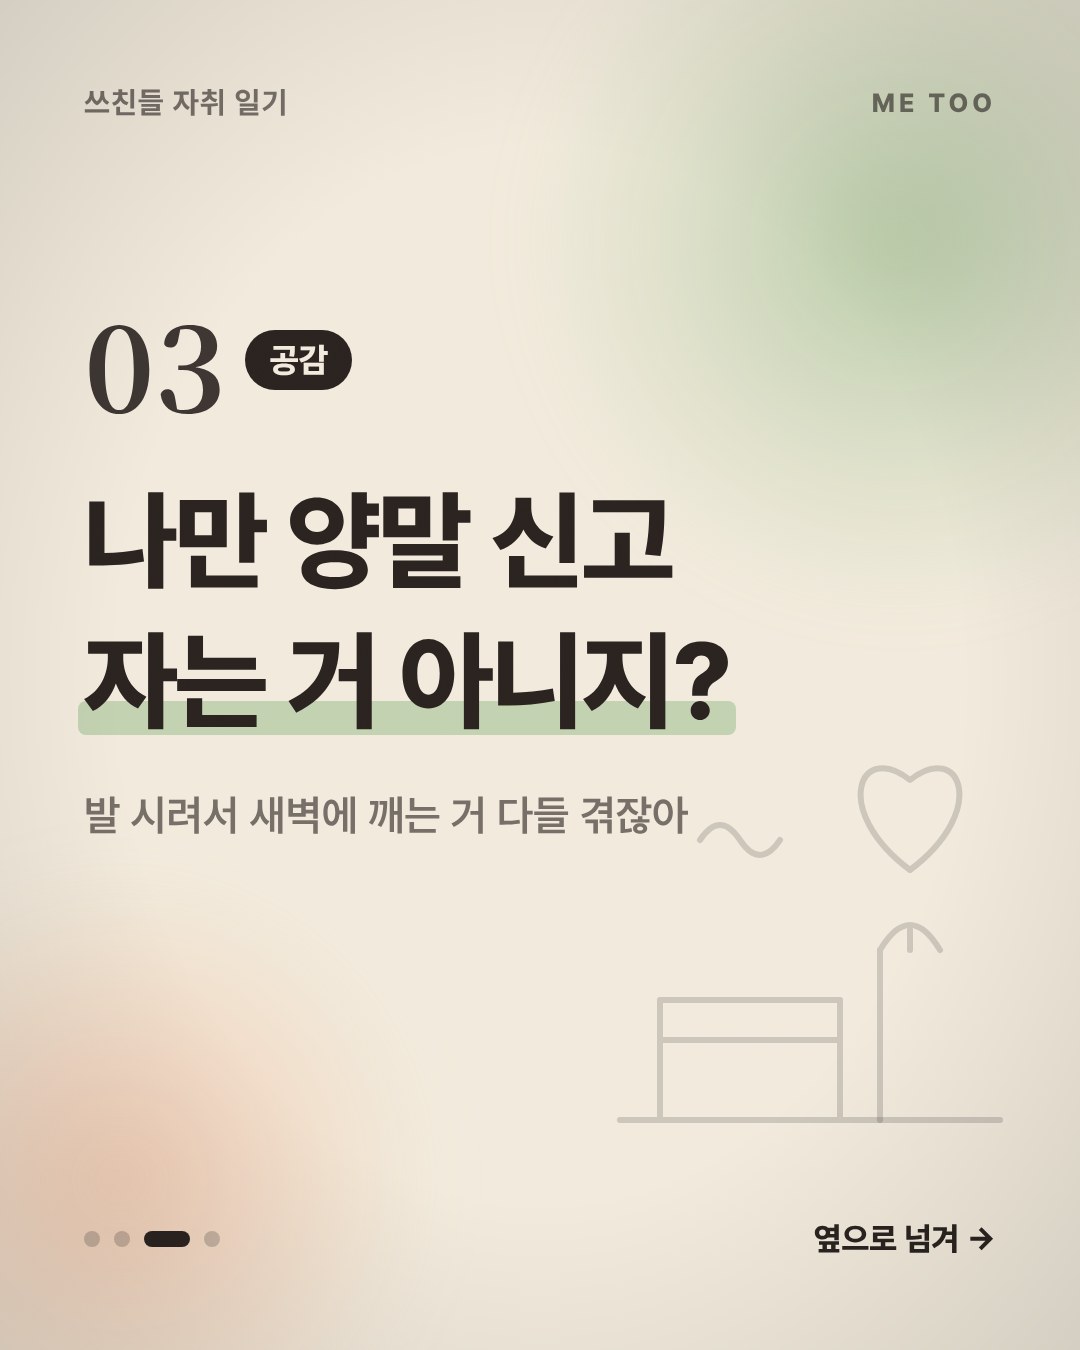 쓰친들 자취 일기
ME TOO
03
공감
나만 양말 신고
자는 거 아니지?
발 시려서 새벽에 깨는 거 다들 겪잖아
옆으로 넘겨 →